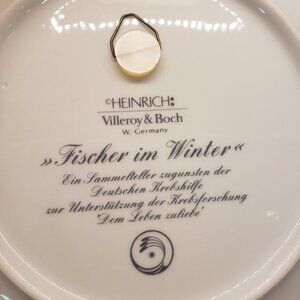 ©HEINRICH:
Villeroy & Boch
W.-Germany
»Fischer im Winter«
Ein Sammelteller zugunsten der
Deutschen Krebshilfe
zur Unterstützung der Krebsforschung
"Dem Leben zuliebe"